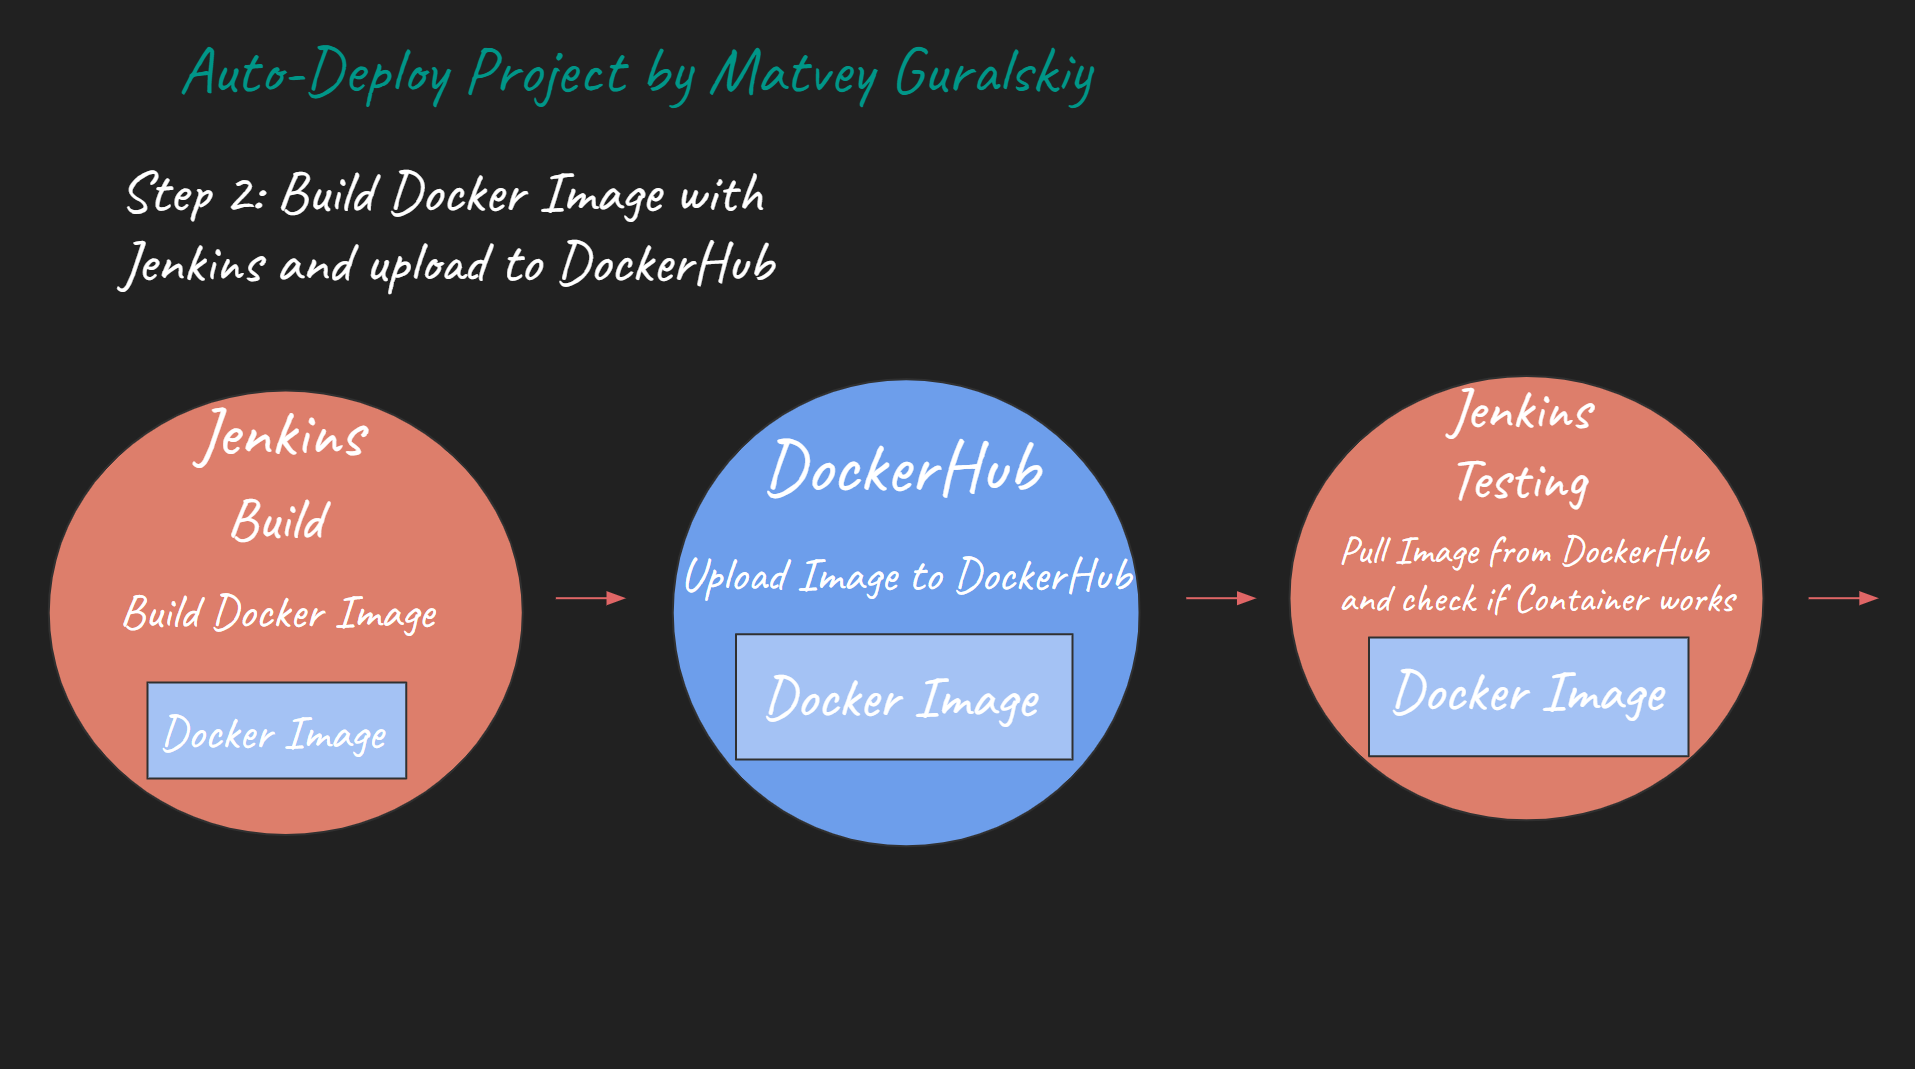 Auto-Deploy Project by Matvey Guralskiy
Step 2: Build Docker Image with
Jenkins and upload to DockerHub
Jenkins
Build
Build Docker Image
Docker Image
DockerHub
Upload Image to DockerHub
Docker Image
Jenkins
Testing
Pull Image from DockerHub
and check if Container works
Docker Image